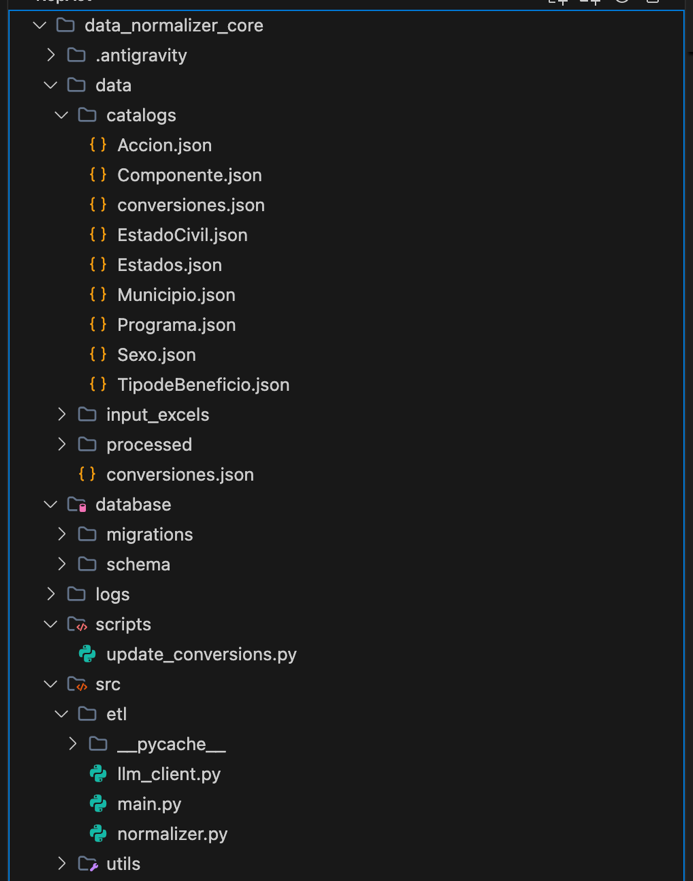 data_normalizer_core
.antigravity
data
catalogs
{ } Accion.json
{ } Componente.json
{ } conversiones.json
{ } EstadoCivil.json
{ } Estados.json
{ } Municipio.json
{ } Programa.json
{ } Sexo.json
{ } TipodeBeneficio.json
input_excels
processed
{ } conversiones.json
database
migrations
schema
logs
scripts
update_conversions.py
src
etl
__pycache__
llm_client.py
main.py
normalizer.py
utils